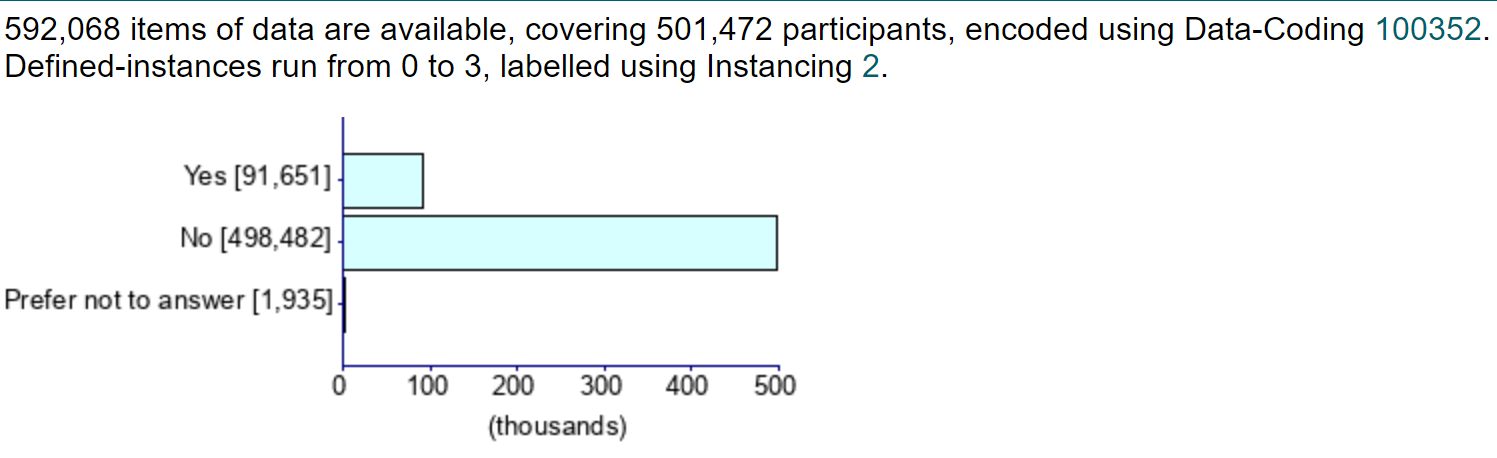 592,068 items of data are available, covering 501,472 participants, encoded using Data-Coding 100352.
Defined-instances run from 0 to 3, labelled using Instancing 2.
Yes [91,651]
No [498,482]
Prefer not to answer [1,935]
0 100 200 300 400 500
(thousands)